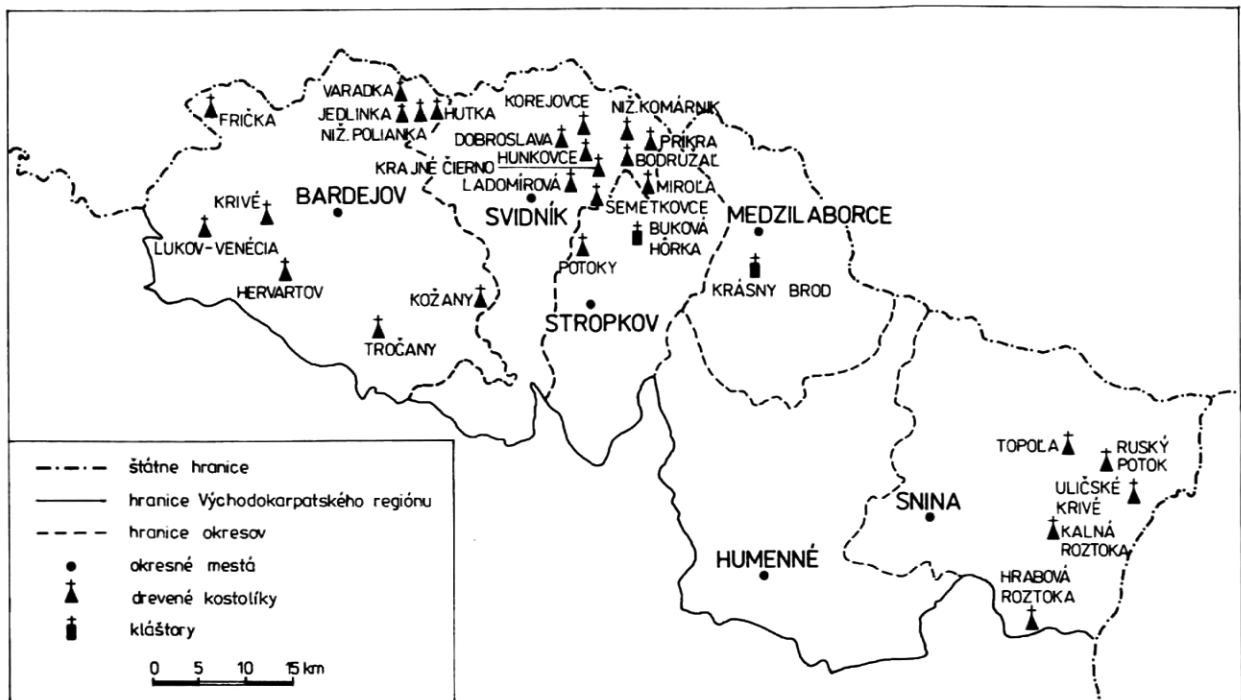 VARADKA
FRIČKA
JEDLINKA
HUTKA
NIŽ. POLIANKA
KOREJOVCE
NIŽ. KOMÁRNIK
DOBROSLAVA
PRÍKRA
HUNKOVCE
BODRUŽAĽ
KRAJNÉ ČIERNO
LADOMÍROVÁ
MIROĽA
KRIVÉ
BARDEJOV
SVIDNÍK
ŠEMETKOVCE
MEDZILABORCE
LUKOV-VENÉCIA
BUKOVÁ
HÔRKA
POTOKY
HERVARTOV
KRÁSNY BROD
KOŽANY
STROPKOV
TROČANY
TOPOĽA
RUSKÝ
POTOK
ULIČSKÉ
KRIVÉ
SNINA
KALNÁ
ROZTOKA
HUMENNÉ
HRABOVÁ
ROZTOKA
štátne hranice
hranice Východokarpatského regiónu
hranice okresov
okresné mestá
drevené kostolíky
kláštory
0 5 10 15 km